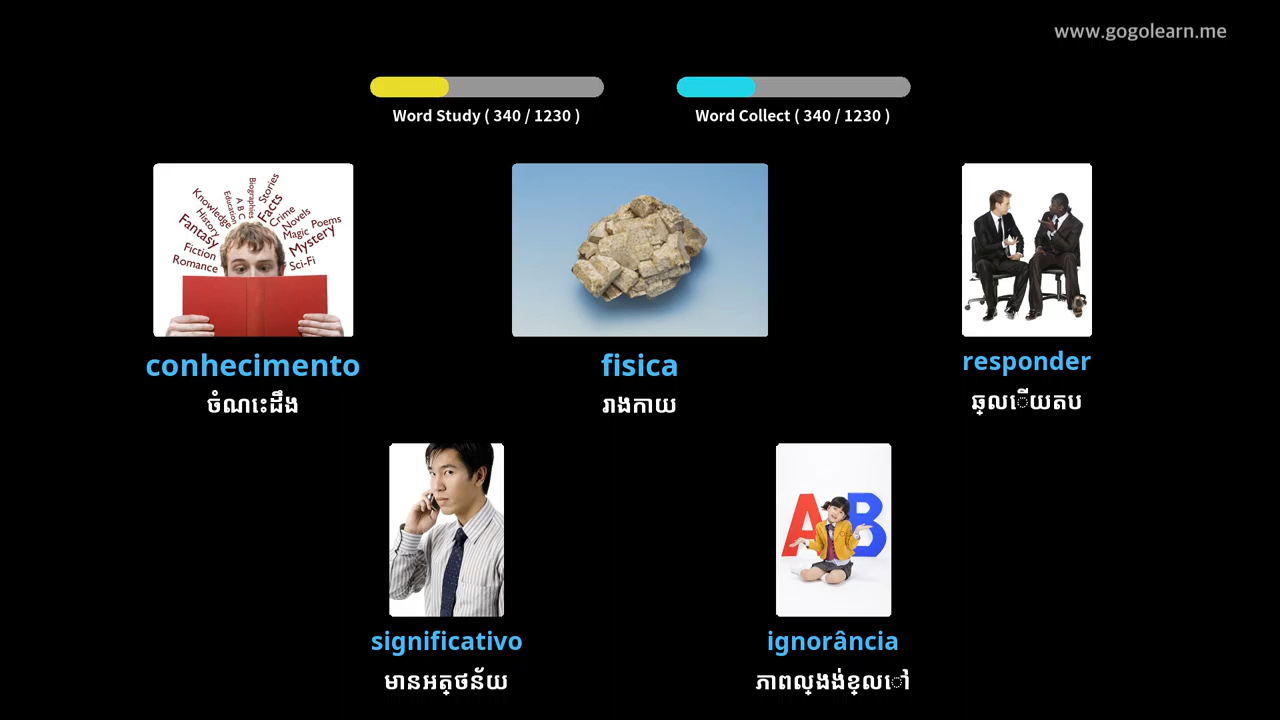 www.gogolearn.me
Word Study ( 340 / 1230 )
Word Collect ( 340 / 1230 )
Knowledge
History
Fantasy
Fiction
Romance
Education
A B C
Biographies
Stories
Facts
Crime
Novels
Magic
Poems
Mystery
Sci-Fi
conhecimento
ចំណេះដឹង
fisica
រាងកាយ
responder
ឆ្លើយតប
significativo
មានអត្ថន័យ
A B
ignorância
ភាពល្ងង់ខ្លៅ